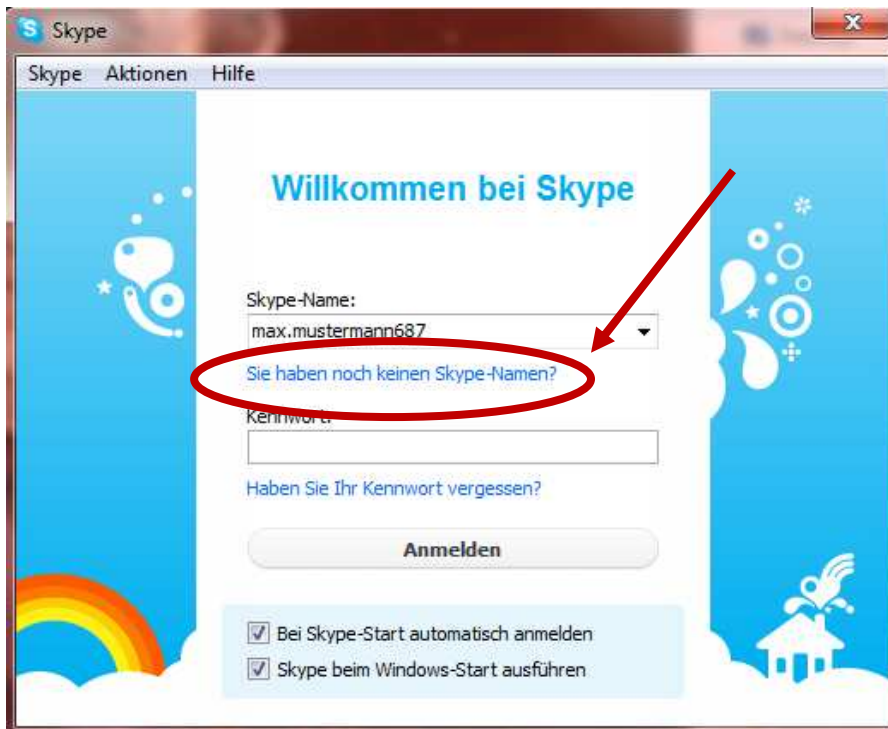 Skype
Skype Aktionen Hilfe
Willkommen bei Skype
Skype-Name:
max.mustermann687
Sie haben noch keinen Skype-Namen?
Kennwort:
Haben Sie Ihr Kennwort vergessen?
Anmelden
Bei Skype-Start automatisch anmelden
Skype beim Windows-Start ausführen